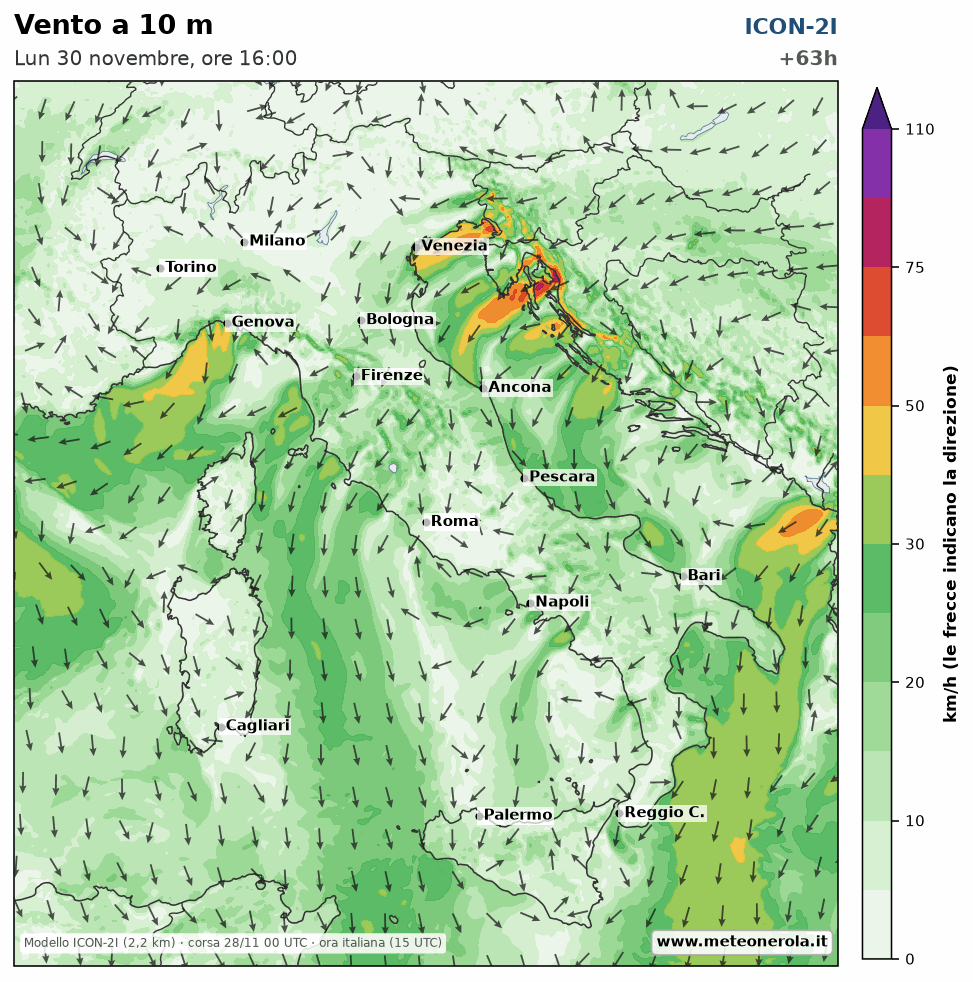 Vento a 10 m
ICON-2I
Lun 30 novembre, ore 16:00
+63h
Milano
Venezia
Torino
Genova
Bologna
Firenze
Ancona
Pescara
Roma
Bari
Napoli
Cagliari
Palermo
Reggio C.
110
75
50
30
20
10
0
km/h (le frecce indicano la direzione)
Modello ICON-2I (2,2 km) · corsa 28/11 00 UTC · ora italiana (15 UTC)
www.meteonerola.it